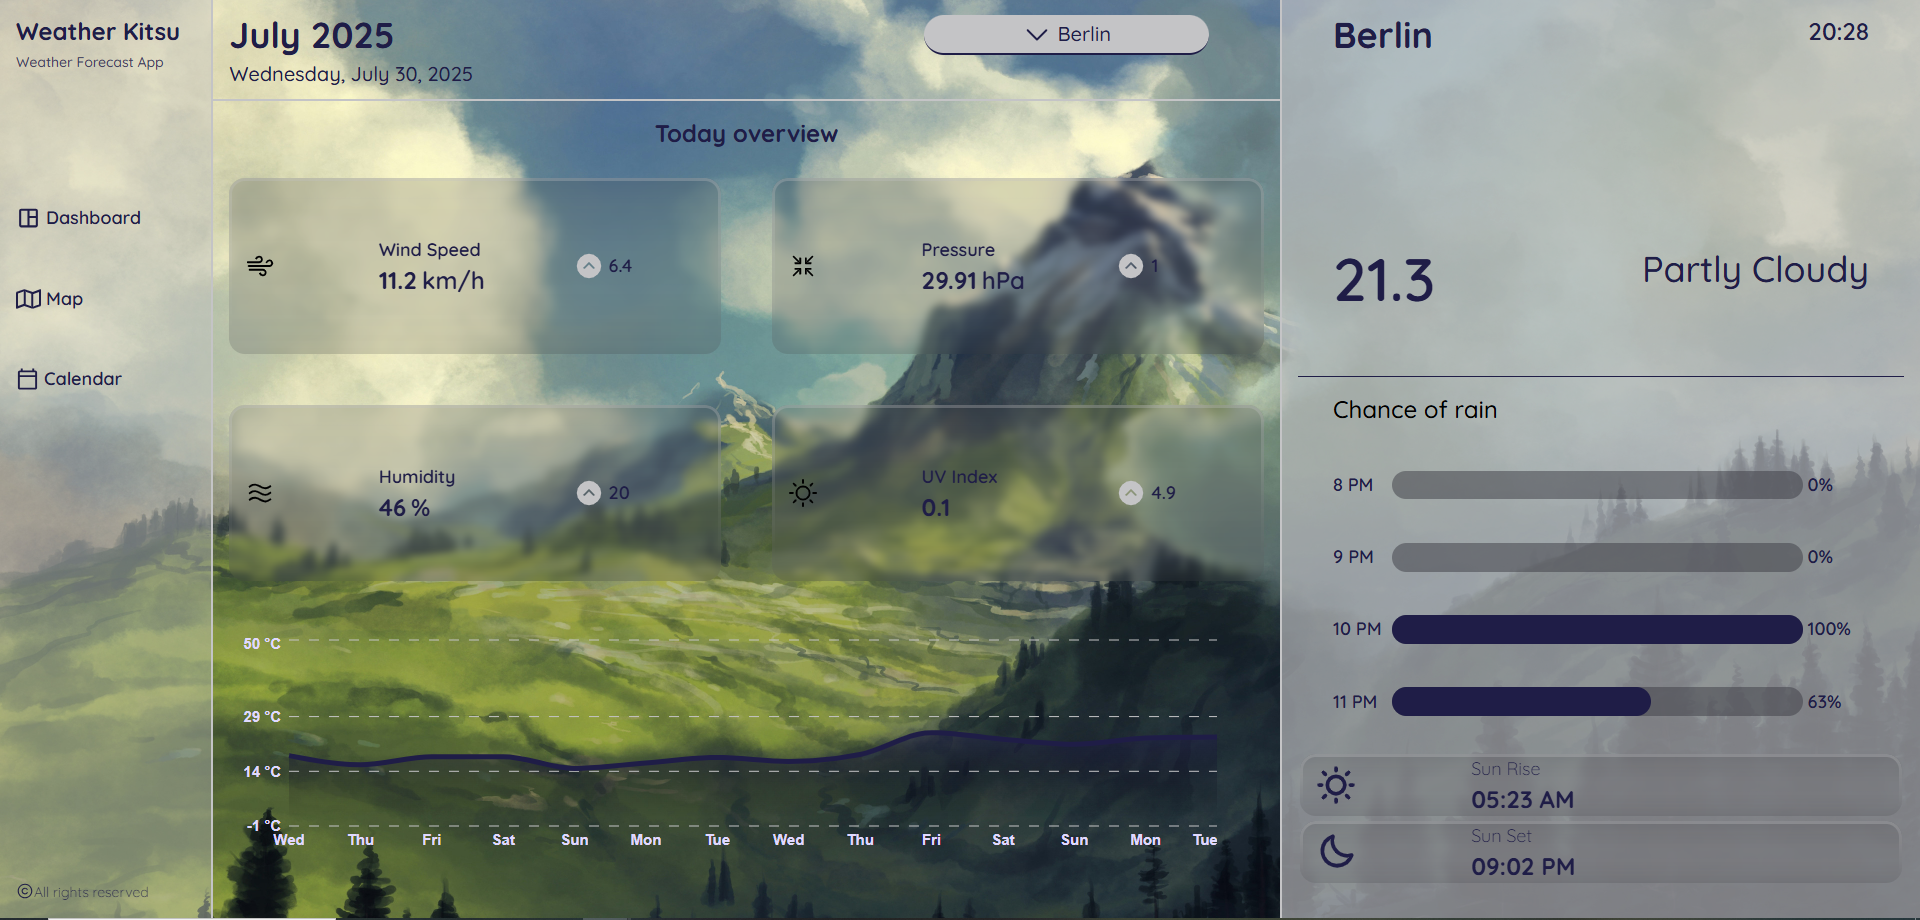 Weather Kitsu
Weather Forecast App
Dashboard
Map
Calendar
©All rights reserved
July 2025
Wednesday, July 30, 2025
Berlin
Today overview
Wind Speed
11.2 km/h
6.4
Pressure
29.91 hPa
1
Humidity
46 %
20
UV Index
0.1
4.9
50 °C
29 °C
14 °C
-1 °C
Wed Thu Fri Sat Sun Mon Tue Wed Thu Fri Sat Sun Mon Tue
Berlin
20:28
21.3
Partly Cloudy
Chance of rain
8 PM 0%
9 PM 0%
10 PM 100%
11 PM 63%
Sun Rise
05:23 AM
Sun Set
09:02 PM